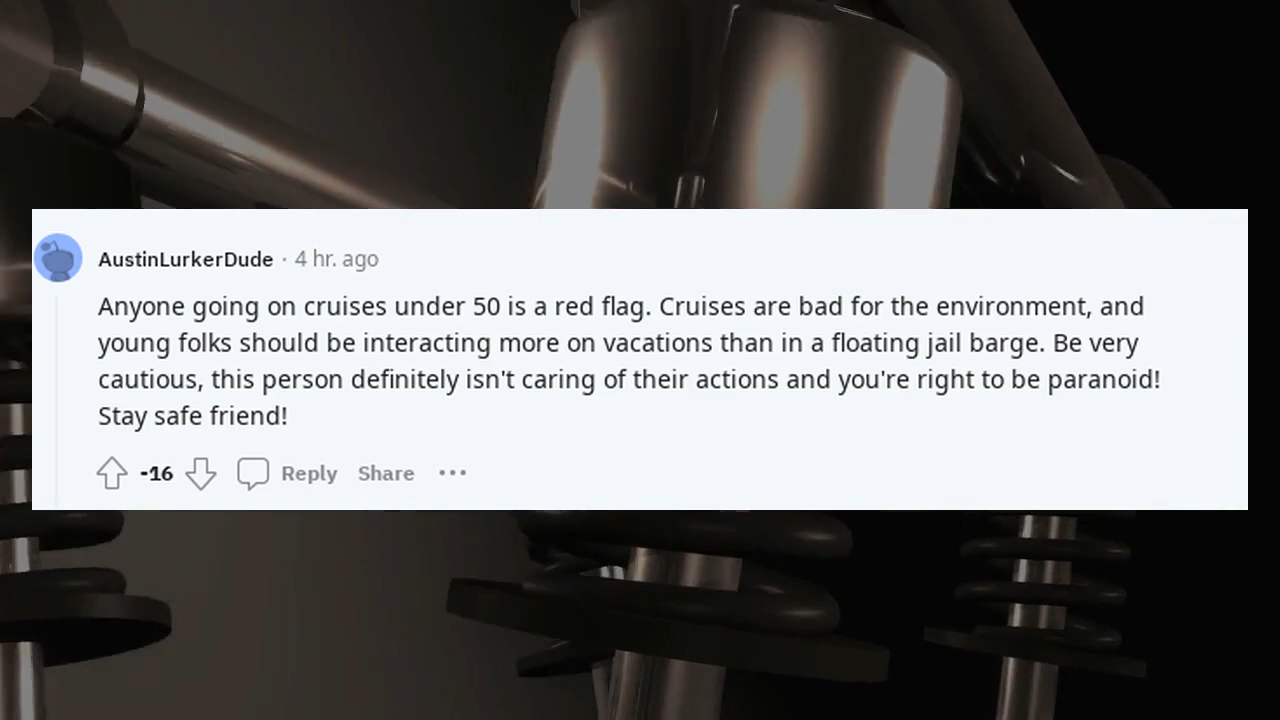 AustinLurkerDude · 4 hr. ago
Anyone going on cruises under 50 is a red flag. Cruises are bad for the environment, and
young folks should be interacting more on vacations than in a floating jail barge. Be very
cautious, this person definitely isn't caring of their actions and you're right to be paranoid!
Stay safe friend!
-16 Reply Share ···